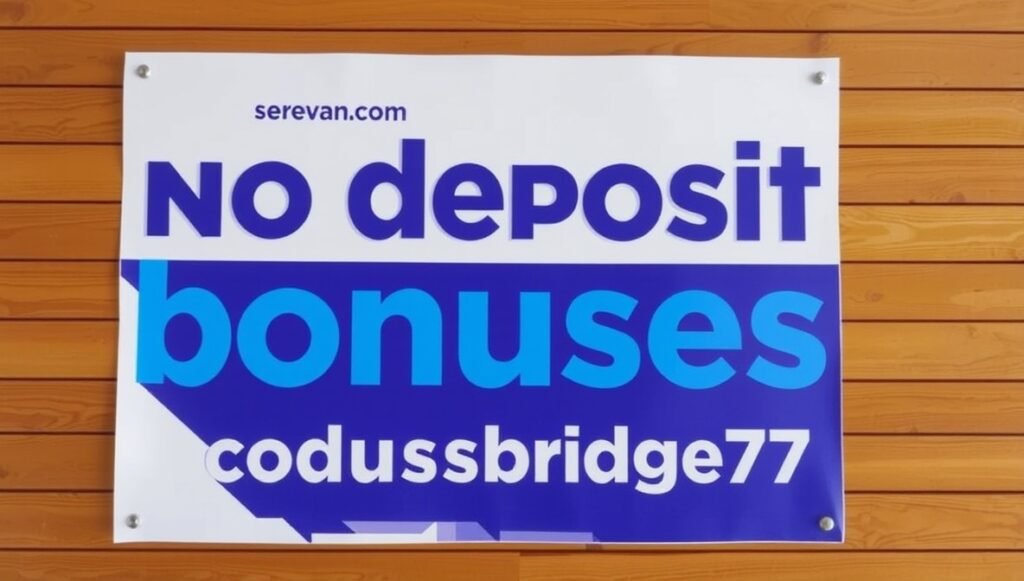 serevan.com
No deposit
bonuses
codussbridge77